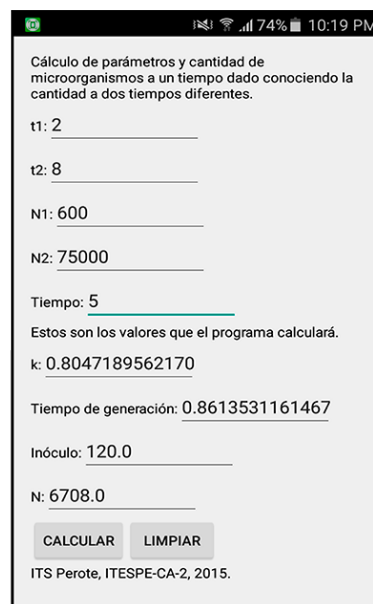 74% 10:19 PM
Cálculo de parámetros y cantidad de
microorganismos a un tiempo dado conociendo la
cantidad a dos tiempos diferentes.
t1: 2
t2: 8
N1: 600
N2: 75000
Tiempo: 5
Estos son los valores que el programa calculará.
k: 0.8047189562170
Tiempo de generación: 0.8613531161467
Inóculo: 120.0
N: 6708.0
CALCULAR LIMPIAR
ITS Perote, ITESPE-CA-2, 2015.